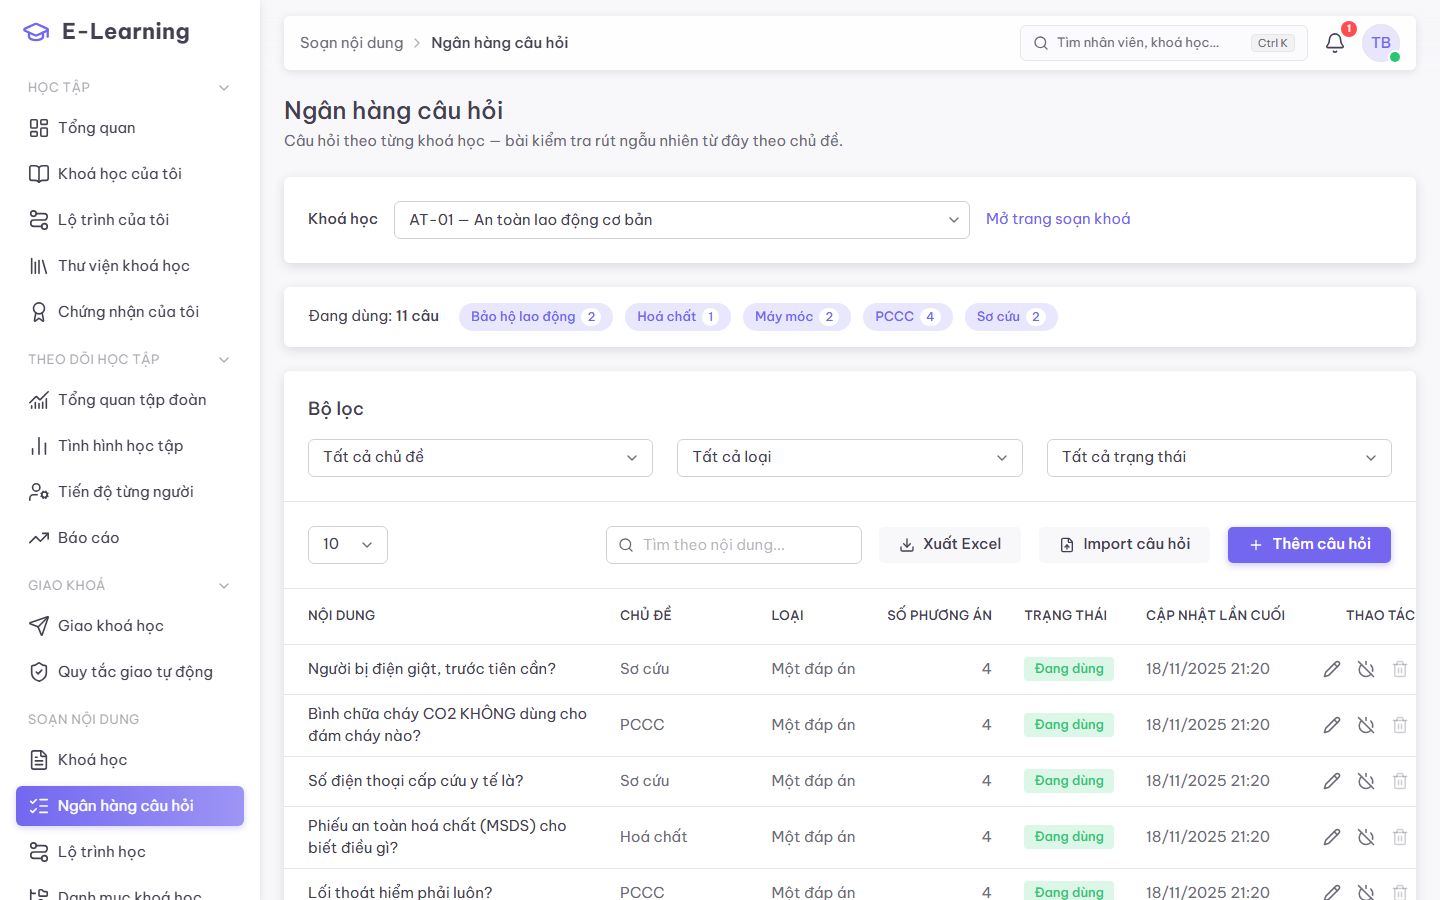 E-Learning
HỌC TẬP
Tổng quan
Khoá học của tôi
Lộ trình của tôi
Thư viện khoá học
Chứng nhận của tôi
THEO DÕI HỌC TẬP
Tổng quan tập đoàn
Tình hình học tập
Tiến độ từng người
Báo cáo
GIAO KHOÁ
Giao khoá học
Quy tắc giao tự động
SOẠN NỘI DUNG
Khoá học
Ngân hàng câu hỏi
Lộ trình học
Danh mục khoá học
Soạn nội dung > Ngân hàng câu hỏi
Tìm nhân viên, khoá học... Ctrl K
1
TB
Ngân hàng câu hỏi
Câu hỏi theo từng khoá học — bài kiểm tra rút ngẫu nhiên từ đây theo chủ đề.
Khoá học AT-01 — An toàn lao động cơ bản Mở trang soạn khoá
Đang dùng: 11 câu Bảo hộ lao động 2 Hoá chất 1 Máy móc 2 PCCC 4 Sơ cứu 2
Bộ lọc
Tất cả chủ đề Tất cả loại Tất cả trạng thái
10 Tìm theo nội dung... Xuất Excel Import câu hỏi + Thêm câu hỏi
NỘI DUNG CHỦ ĐỀ LOẠI SỐ PHƯƠNG ÁN TRẠNG THÁI CẬP NHẬT LẦN CUỐI THAO TÁC
Người bị điện giật, trước tiên cần? Sơ cứu Một đáp án 4 Đang dùng 18/11/2025 21:20
Bình chữa cháy CO2 KHÔNG dùng cho
đám cháy nào? PCCC Một đáp án 4 Đang dùng 18/11/2025 21:20
Số điện thoại cấp cứu y tế là? Sơ cứu Một đáp án 4 Đang dùng 18/11/2025 21:20
Phiếu an toàn hoá chất (MSDS) cho
biết điều gì? Hoá chất Một đáp án 4 Đang dùng 18/11/2025 21:20
Lối thoát hiểm phải luôn? PCCC Một đáp án 4 Đang dùng 18/11/2025 21:20